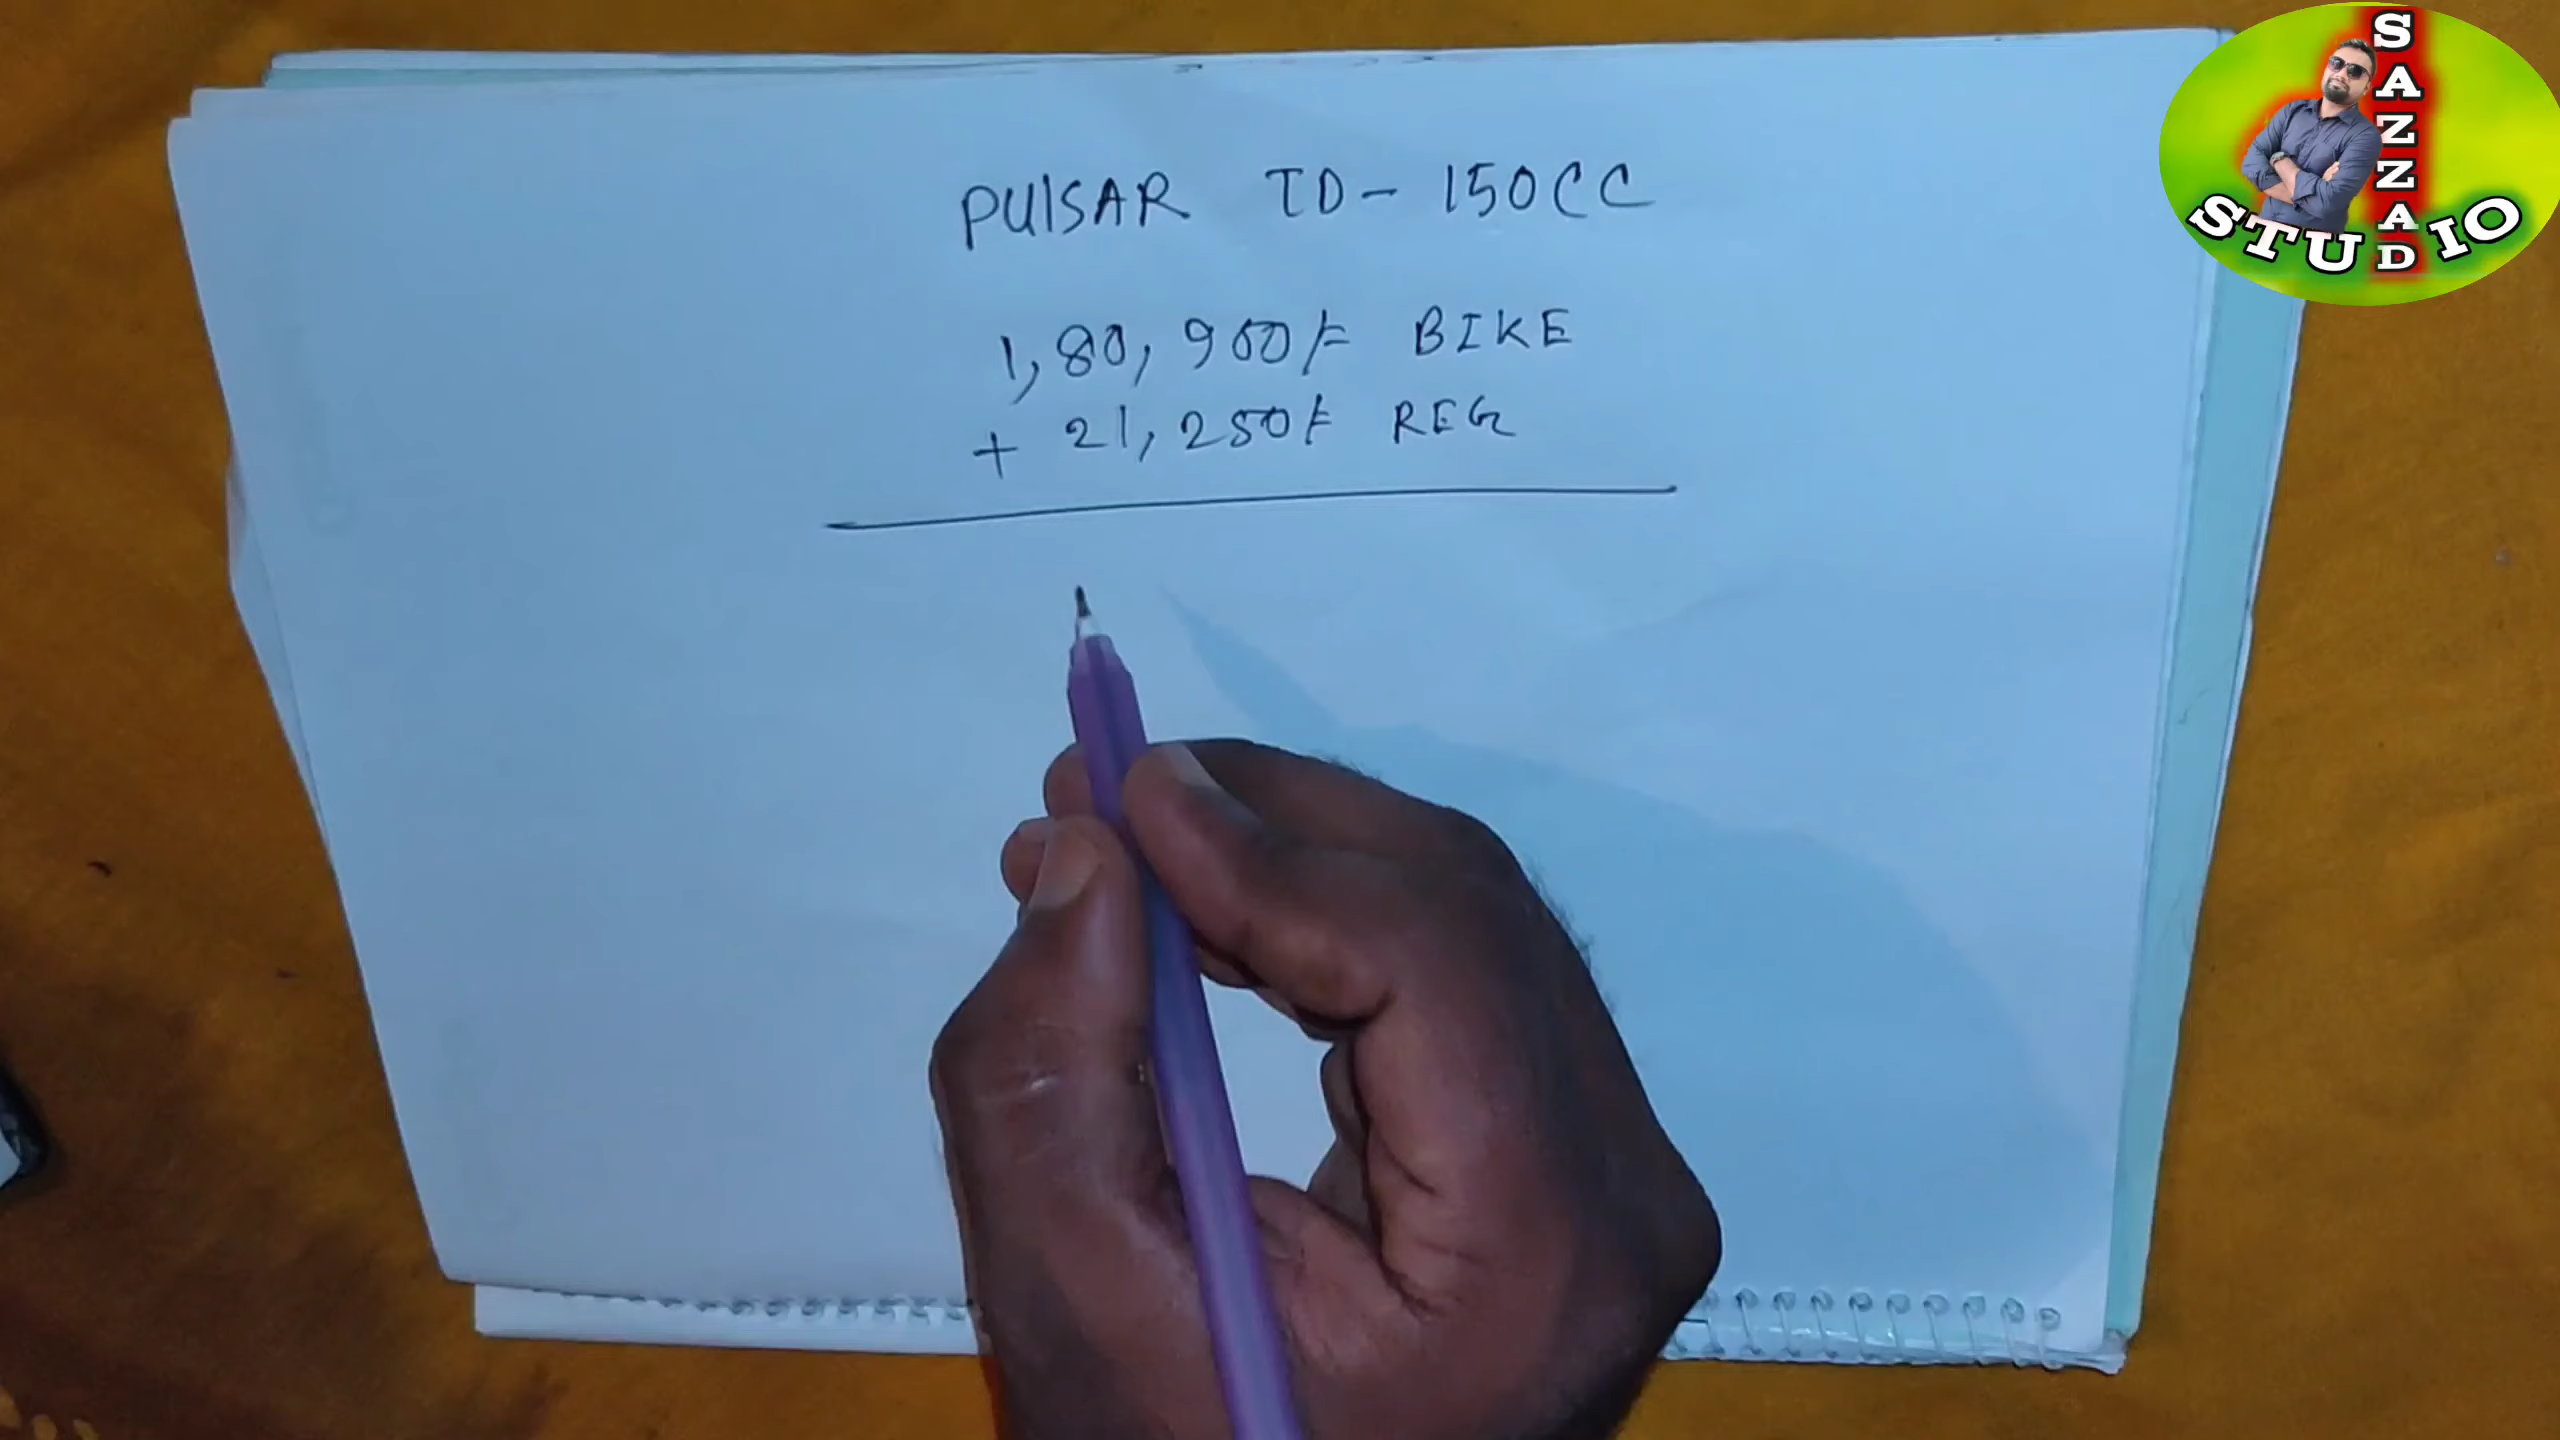 PULSAR TD- 150CC
1,80,900/= BIKE
+ 21,250/= REG
SAZZAD
STUDIO